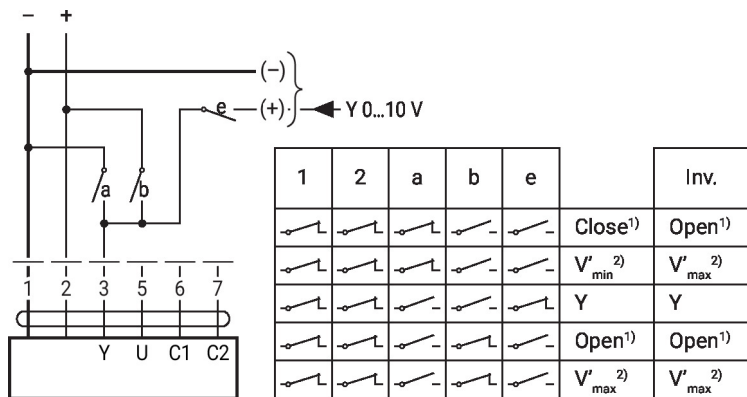 − +
(−)
e (+) Y 0...10 V
a b
1 2 3 5 6 7
Y U C1 C2
1 2 a b e Inv.
Close¹⁾ Open¹⁾
V'min²⁾ V'max²⁾
Y Y
Open¹⁾ Open¹⁾
V'max²⁾ V'max²⁾